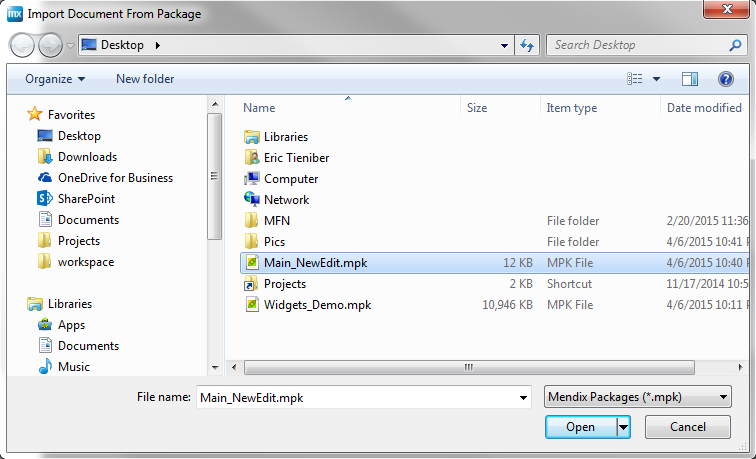 mx Import Document From Package
Desktop
Search Desktop
Organize New folder
Favorites
Desktop
Downloads
OneDrive for Business
SharePoint
Documents
Projects
workspace
Libraries
Apps
Documents
Music
Name Size Item type Date modified
Libraries
Eric Tieniber
Computer
Network
MFN File folder 2/20/2015 11:36
Pics File folder 4/6/2015 10:41
Main_NewEdit.mpk 12 KB MPK File 4/6/2015 10:40
Projects 2 KB Shortcut 11/17/2014 10:5
Widgets_Demo.mpk 10,946 KB MPK File 4/6/2015 10:11
File name: Main_NewEdit.mpk Mendix Packages (*.mpk)
Open Cancel